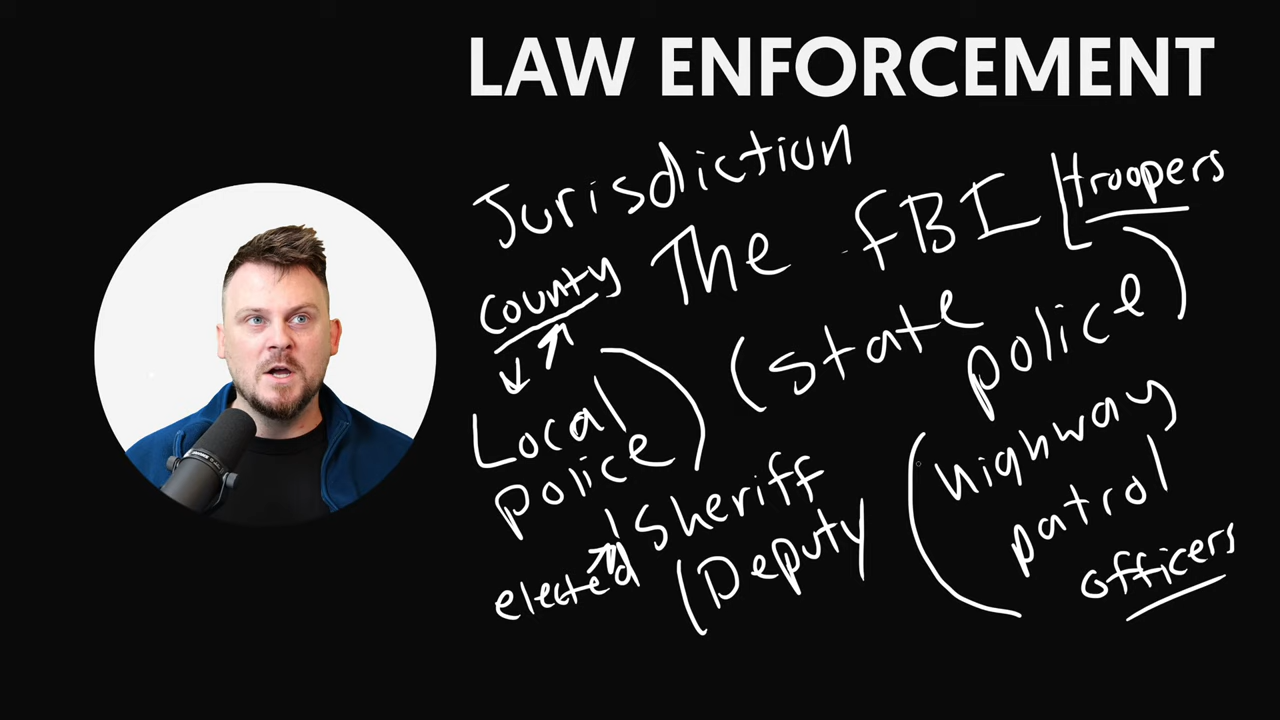 LAW ENFORCEMENT
Jurisdiction
troopers
The fBI
county
(state
police)
Local
police)
highway
patrol
officers
Sheriff
(Deputy
elected